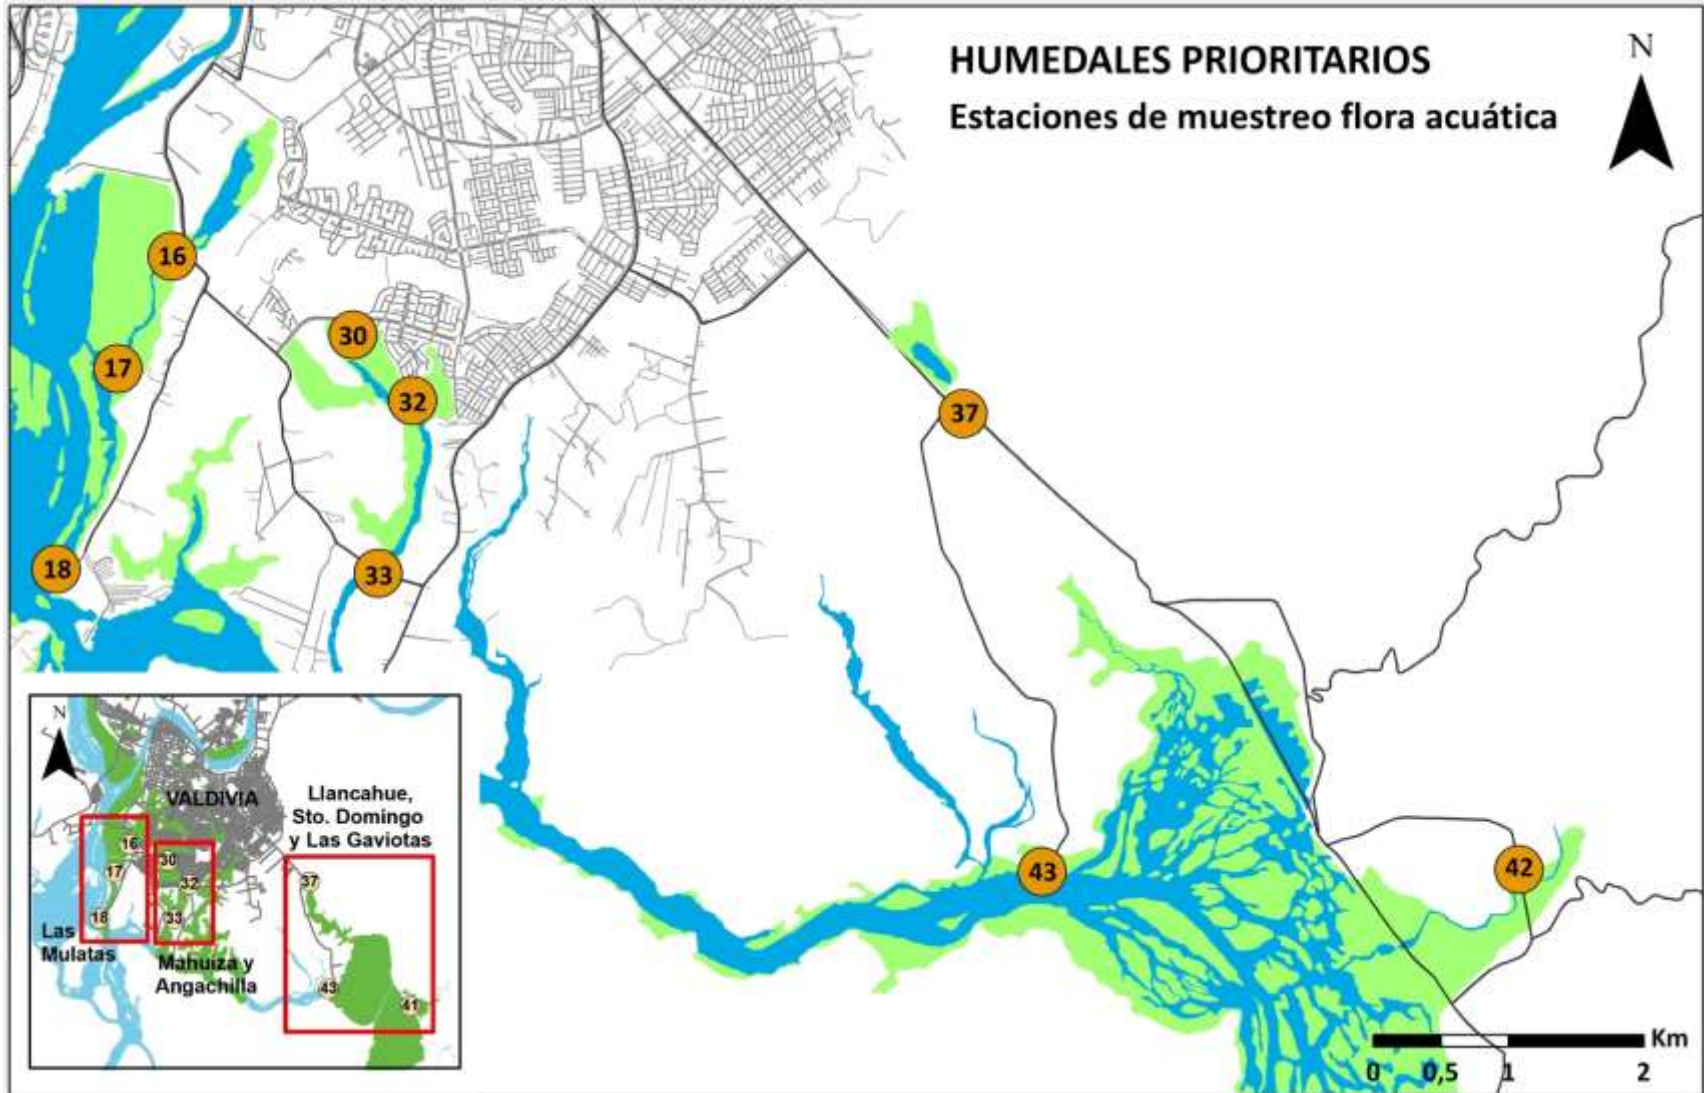 HUMEDALES PRIORITARIOS
Estaciones de muestreo flora acuática
N
16
30
17
32
37
18
33
43
42
N
VALDIVIA
Llancahue,
Sto. Domingo
y Las Gaviotas
16
30
17
32
37
18
33
Las
Mulatas
Mahuiza y
Angachilla
43
41
Km
0 0,5 1 2